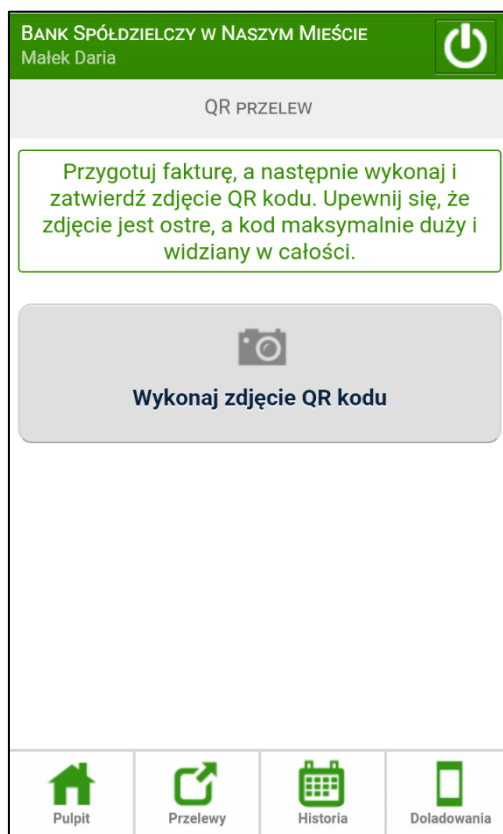 Bank Spółdzielczy w Naszym Mieście
Małek Daria
QR przelew
Przygotuj fakturę, a następnie wykonaj i
zatwierdź zdjęcie QR kodu. Upewnij się, że
zdjęcie jest ostre, a kod maksymalnie duży i
widziany w całości.
Wykonaj zdjęcie QR kodu
Pulpit
Przelewy
Historia
Doladowania